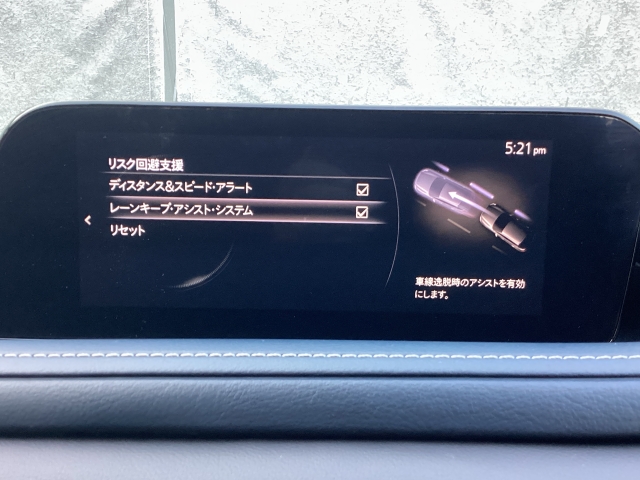 5:21pm
リスク回避支援
ディスタンス&スピード・アラート
レーンキープ・アシスト・システム
リセット
車線逸脱時のアシストを有効
にします。